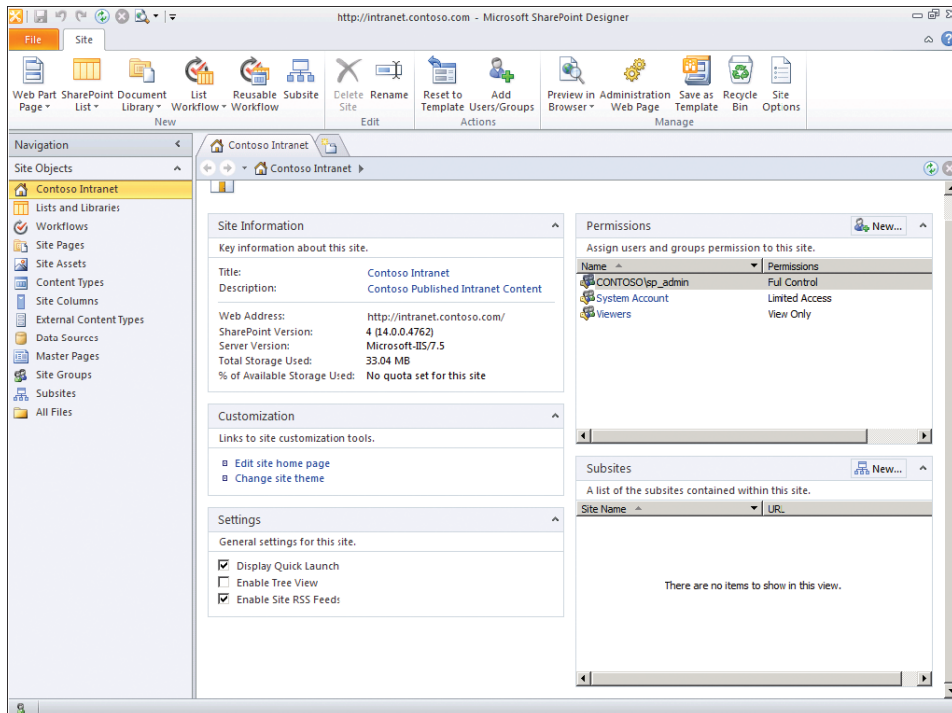 http://intranet.contoso.com - Microsoft SharePoint Designer
File Site
Web Part SharePoint Document List Reusable Subsite Delete Rename Reset to Add Preview in Administration Save as Recycle Site
Page List Library Workflow Workflow Site Template Users/Groups Browser Web Page Template Bin Options
New Edit Actions Manage
Navigation
Site Objects
Contoso Intranet
Lists and Libraries
Workflows
Site Pages
Site Assets
Content Types
Site Columns
External Content Types
Data Sources
Master Pages
Site Groups
Subsites
All Files
Contoso Intranet
Contoso Intranet
Site Information
Key information about this site.
Title: Contoso Intranet
Description: Contoso Published Intranet Content
Web Address: http://intranet.contoso.com/
SharePoint Version: 4 (14.0.0.4762)
Server Version: Microsoft-IIS/7.5
Total Storage Used: 33.04 MB
% of Available Storage Used: No quota set for this site
Customization
Links to site customization tools.
Edit site home page
Change site theme
Settings
General settings for this site.
Display Quick Launch
Enable Tree View
Enable Site RSS Feeds
Permissions New...
Assign users and groups permission to this site.
Name Permissions
CONTOSO\sp_admin Full Control
System Account Limited Access
Viewers View Only
Subsites New...
A list of the subsites contained within this site.
Site Name URL
There are no items to show in this view.